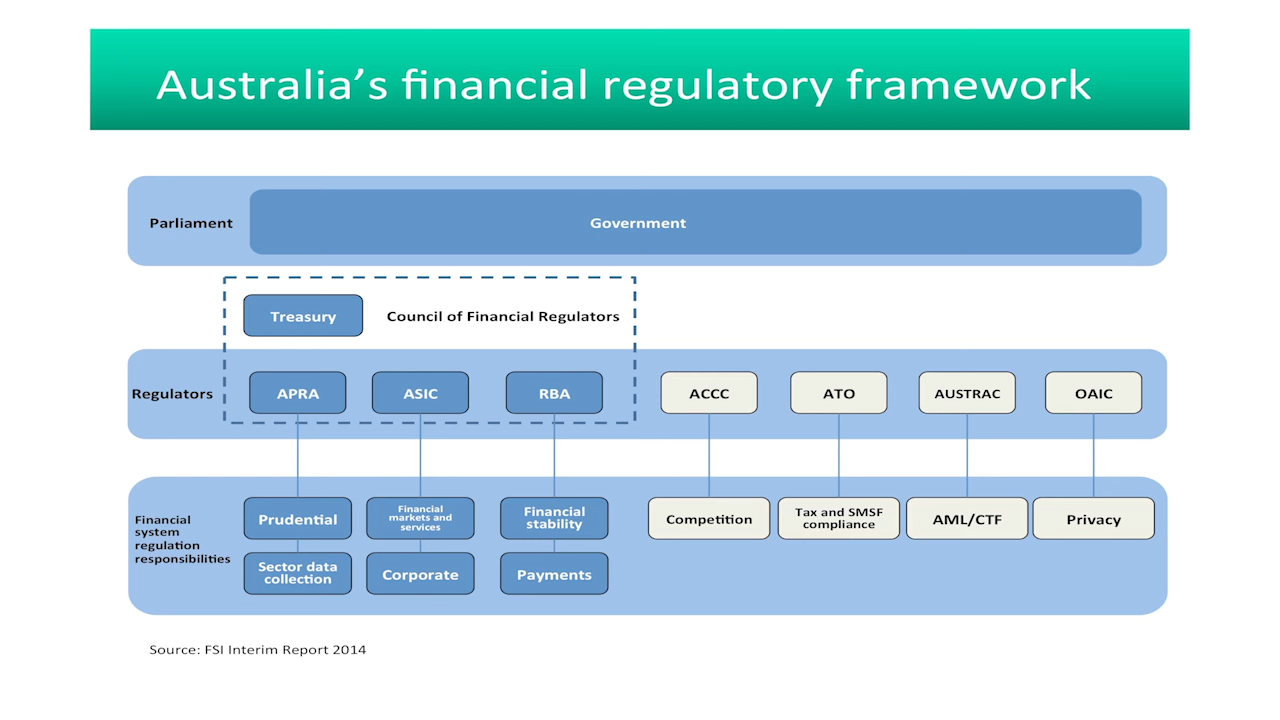 Australia’s financial regulatory framework
Parliament
Government
Treasury
Council of Financial Regulators
Regulators
APRA
ASIC
RBA
ACCC
ATO
AUSTRAC
OAIC
Financial
system
regulation
responsibilities
Prudential
Financial
markets and
services
Financial
stability
Competition
Tax and SMSF
compliance
AML/CTF
Privacy
Sector data
collection
Corporate
Payments
Source: FSI Interim Report 2014